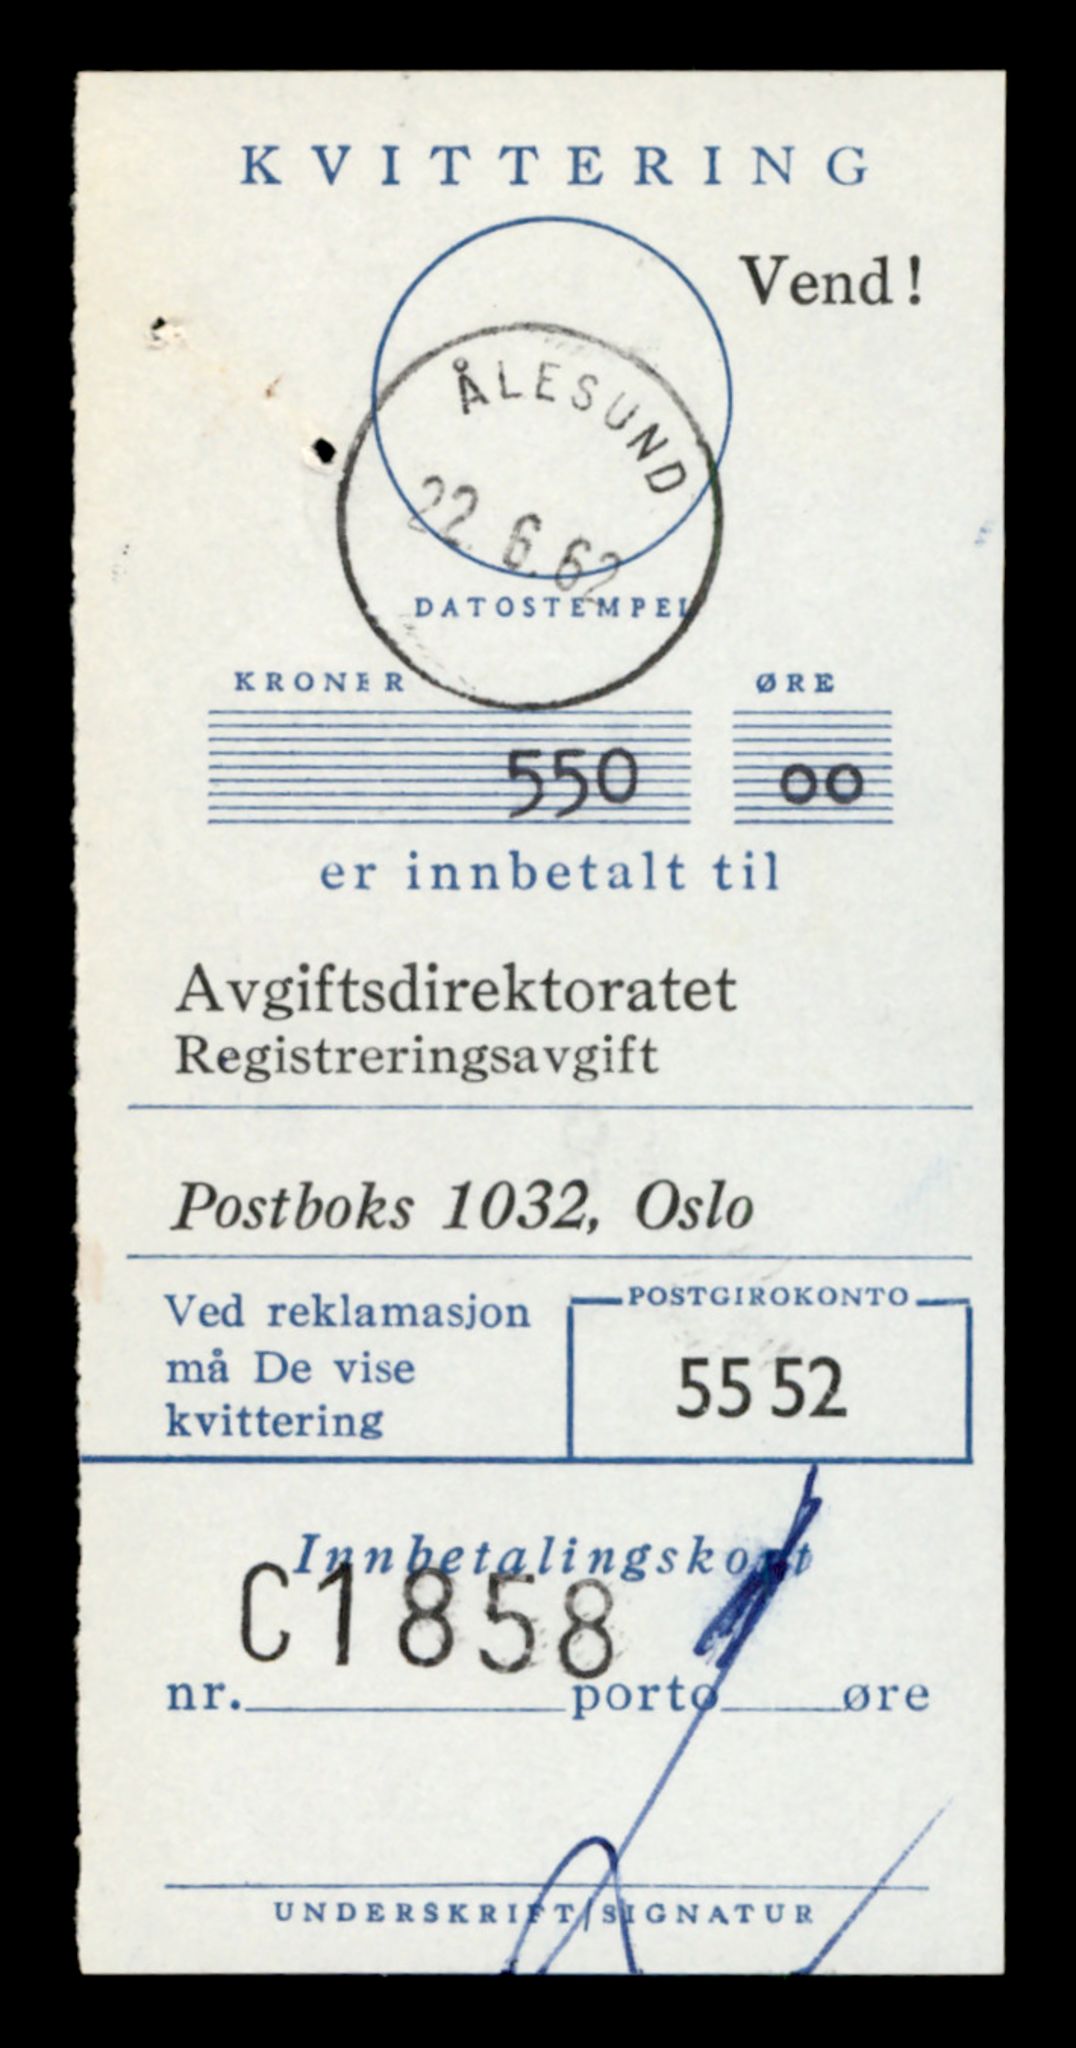 KVITTERING
Vend!
ÅLESUND
22.6.62
DATOSTEMPEL
KRONER ØRE
550 00
er innbetalt til
Avgiftsdirektoratet
Registreringsavgift
Postboks 1032, Oslo
Ved reklamasjon
må De vise
kvittering
POSTGIROKONTO
55 52
Innbetalingskort
C1858
nr. porto øre
UNDERSKRIFT/SIGNATUR